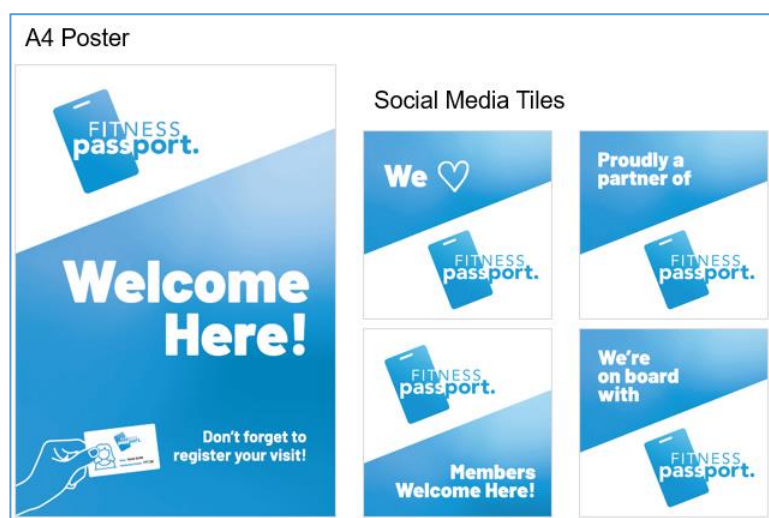 A4 Poster
FITNESS
passport.
Welcome
Here!
Don't forget to
register your visit!
Social Media Tiles
We ♡
FITNESS
passport.
Proudly a
partner of
FITNESS
passport.
FITNESS
passport.
Members
Welcome Here!
We're
on board
with
FITNESS
passport.